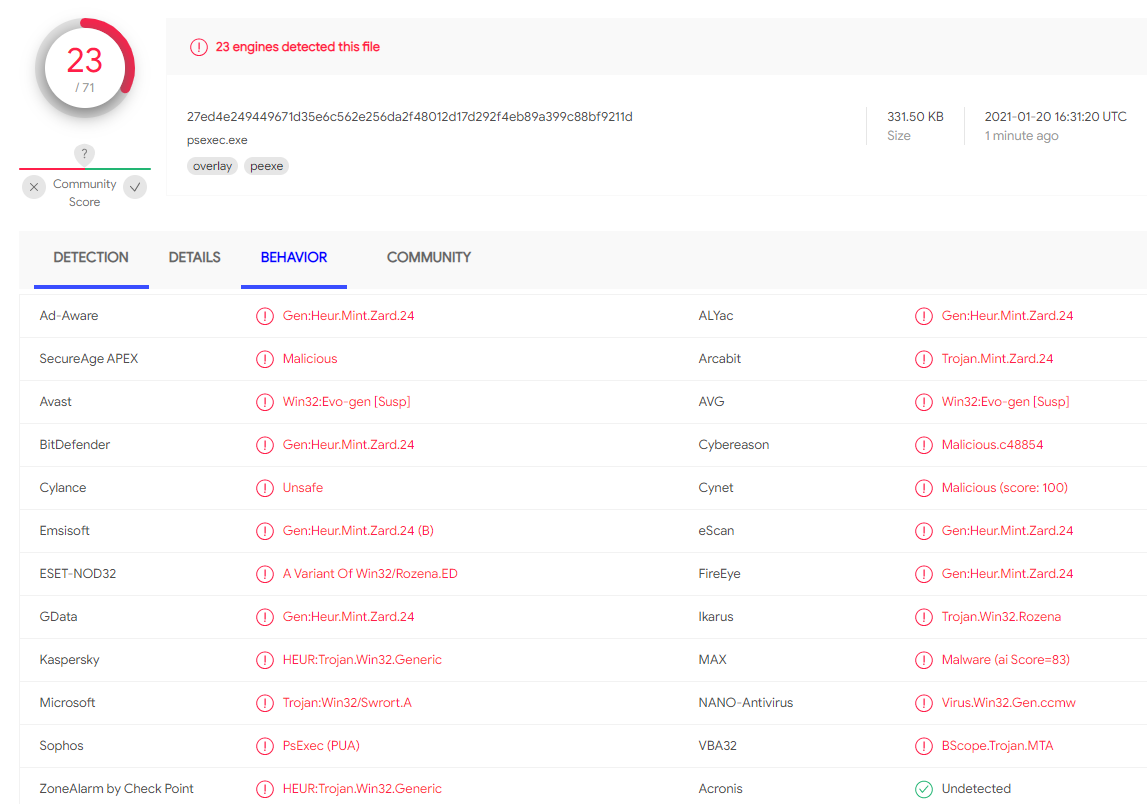 23
/ 71
?
Community
Score
23 engines detected this file
27ed4e249449671d35e6c562e256da2f48012d17d292f4eb89a399c88bf9211d
psexec.exe
overlay peexe
331.50 KB
Size
2021-01-20 16:31:20 UTC
1 minute ago
DETECTION DETAILS BEHAVIOR COMMUNITY
Ad-Aware Gen:Heur.Mint.Zard.24 ALYac Gen:Heur.Mint.Zard.24
SecureAge APEX Malicious Arcabit Trojan.Mint.Zard.24
Avast Win32:Evo-gen [Susp] AVG Win32:Evo-gen [Susp]
BitDefender Gen:Heur.Mint.Zard.24 Cybereason Malicious.c48854
Cylance Unsafe Cynet Malicious (score: 100)
Emsisoft Gen:Heur.Mint.Zard.24 (B) eScan Gen:Heur.Mint.Zard.24
ESET-NOD32 A Variant Of Win32/Rozena.ED FireEye Gen:Heur.Mint.Zard.24
GData Gen:Heur.Mint.Zard.24 Ikarus Trojan.Win32.Rozena
Kaspersky HEUR:Trojan.Win32.Generic MAX Malware (ai Score=83)
Microsoft Trojan:Win32/Swrort.A NANO-Antivirus Virus.Win32.Gen.ccmw
Sophos PsExec (PUA) VBA32 BScope.Trojan.MTA
ZoneAlarm by Check Point HEUR:Trojan.Win32.Generic Acronis Undetected